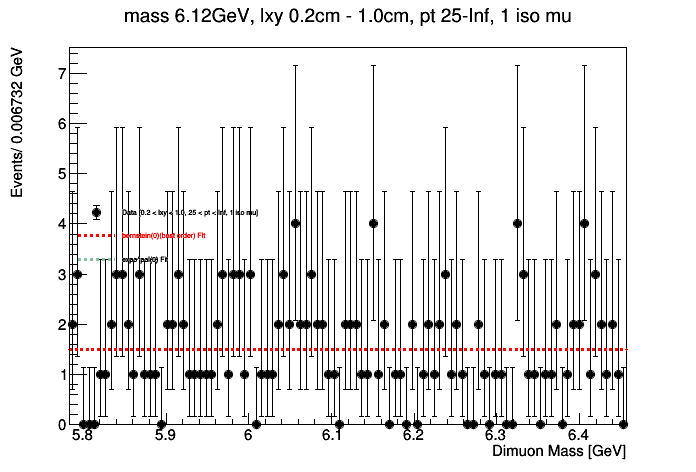 mass 6.12GeV, lxy 0.2cm - 1.0cm, pt 25-Inf, 1 iso mu
Events/ 0.006732 GeV
7
6
5
4
3
2
1
0
Data [0.2 < lxy < 1.0, 25 < pt < Inf, 1 iso mu]
bernstein(0)(best order) Fit
Fit
5.8 5.9 6 6.1 6.2 6.3 6.4
Dimuon Mass [GeV]